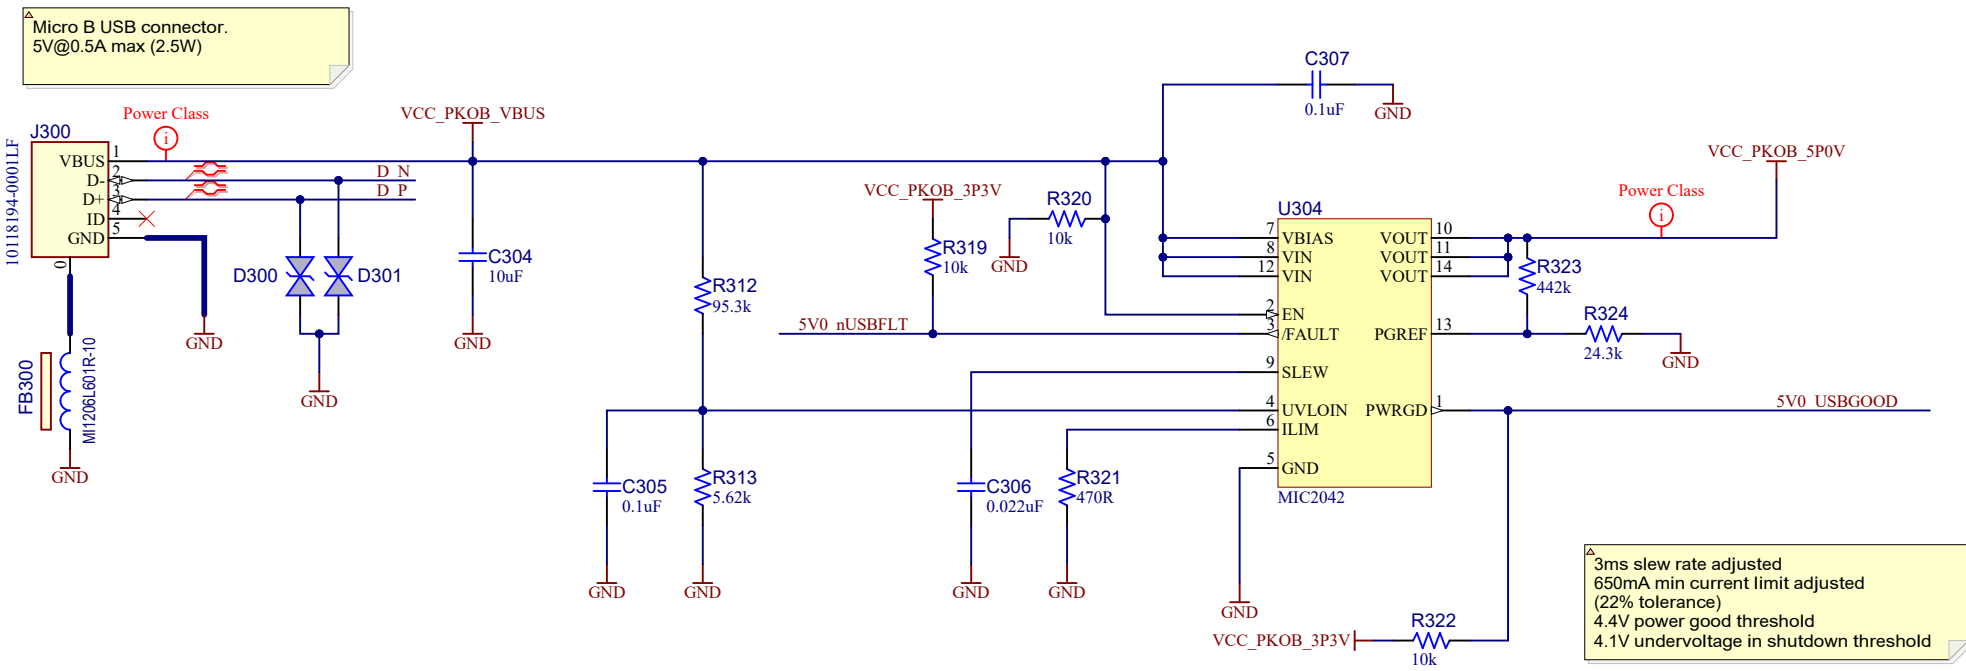 Micro B USB connector.
5V@0.5A max (2.5W)
Power Class
i
J300
10118194-0001LF
VBUS 1
D- 2
D+ 3
ID 4
GND 5
0
D_N
D_P
VCC_PKOB_VBUS
D300
D301
GND
GND
FB300
MI1206L601R-10
GND
C304
10uF
GND
R312
95.3k
R313
5.62k
GND
C305
0.1uF
GND
VCC_PKOB_3P3V
R319
10k
5V0_nUSBFLT
R320
10k
GND
C307
0.1uF
GND
C306
0.022uF
GND
R321
470R
GND
U304
7 VBIAS
8 VIN
12 VIN
2 EN
3 /FAULT
9 SLEW
4 UVLOIN
6 ILIM
5 GND
VOUT 10
VOUT 11
VOUT 14
PGREF 13
PWRGD 1
MIC2042
GND
Power Class
i
VCC_PKOB_5P0V
R323
442k
R324
24.3k
GND
5V0_USBGOOD
VCC_PKOB_3P3V
R322
10k
3ms slew rate adjusted
650mA min current limit adjusted
(22% tolerance)
4.4V power good threshold
4.1V undervoltage in shutdown threshold